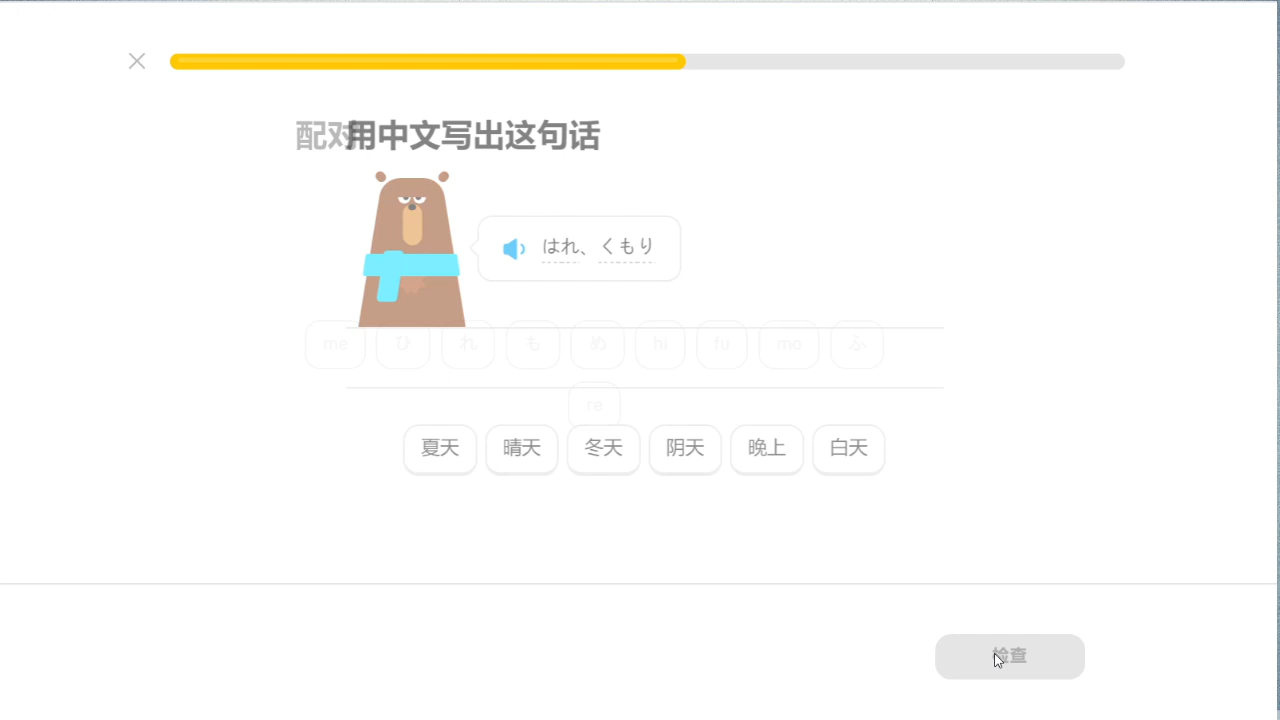 配对
用中文写出这句话
はれ、くもり
me ひ れ も め hi fu mo ふ
re
夏天 晴天 冬天 阴天 晚上 白天
检查